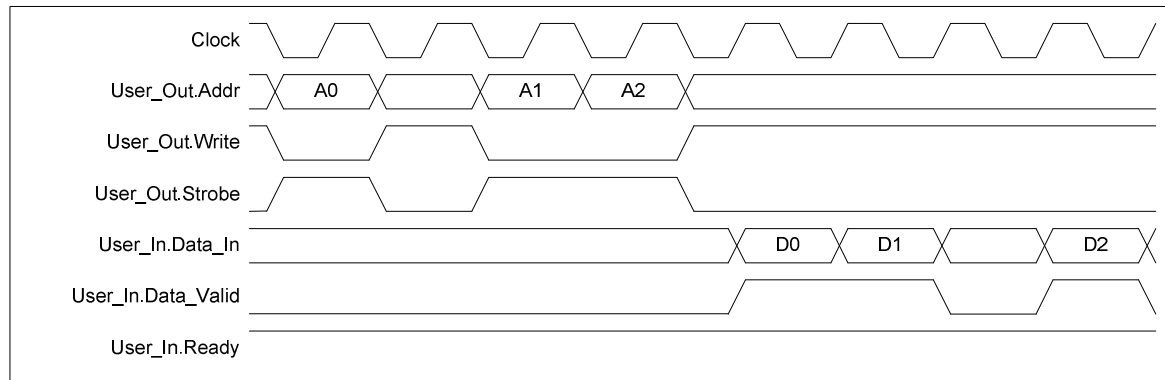 Clock
User_Out.Addr A0 A1 A2
User_Out.Write
User_Out.Strobe
User_In.Data_In D0 D1 D2
User_In.Data_Valid
User_In.Ready